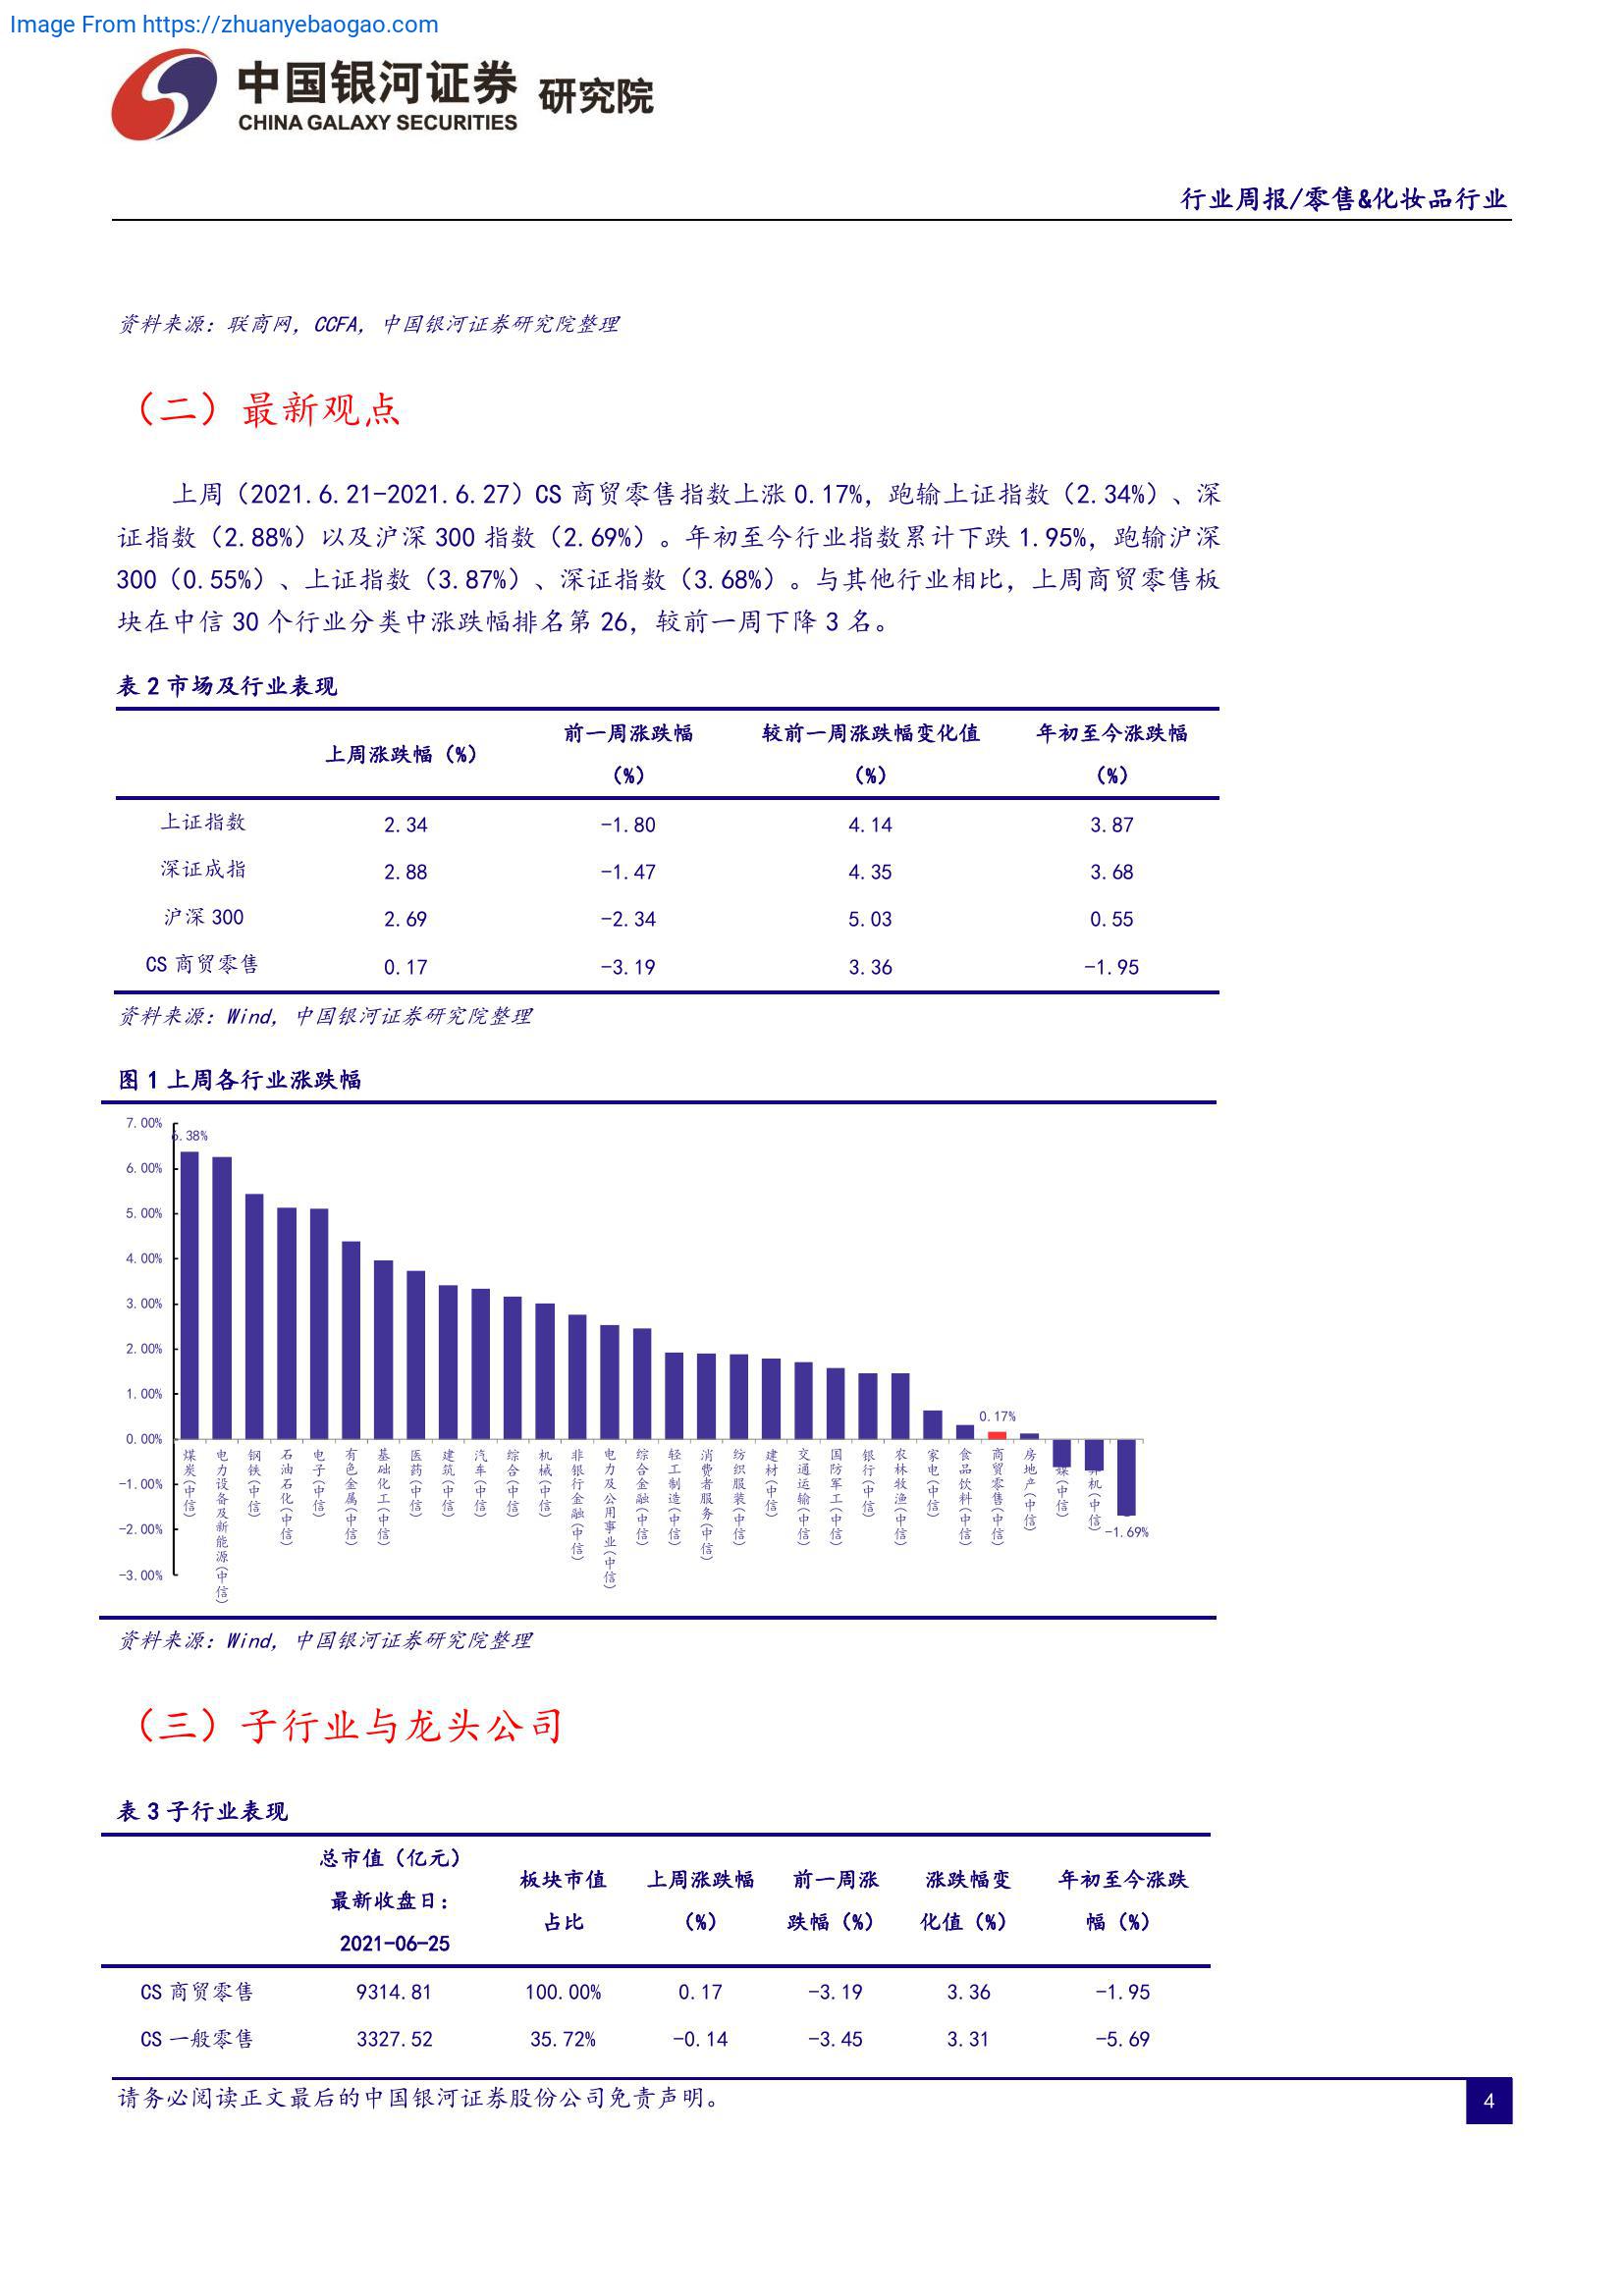 Image From https://zhuanyebaogao.com
中国银河证券 研究院
CHINA GALAXY SECURITIES
行业周报/零售&化妆品行业
资料来源：联商网，CCFA，中国银河证券研究院整理
（二）最新观点
上周（2021.6.21-2021.6.27）CS 商贸零售指数上涨 0.17%，跑输上证指数（2.34%）、深
证指数（2.88%）以及沪深 300 指数（2.69%）。年初至今行业指数累计下跌 1.95%，跑输沪深
300（0.55%）、上证指数（3.87%）、深证指数（3.68%）。与其他行业相比，上周商贸零售板
块在中信 30 个行业分类中涨跌幅排名第 26，较前一周下降 3 名。
表 2 市场及行业表现
上周涨跌幅（%） 前一周涨跌幅（%） 较前一周涨跌幅变化值（%） 年初至今涨跌幅（%）
上证指数 2.34 -1.80 4.14 3.87
深证成指 2.88 -1.47 4.35 3.68
沪深 300 2.69 -2.34 5.03 0.55
CS 商贸零售 0.17 -3.19 3.36 -1.95
资料来源：Wind，中国银河证券研究院整理
图 1 上周各行业涨跌幅
7.00%
6.00%
5.00%
4.00%
3.00%
2.00%
1.00%
0.00%
-1.00%
-2.00%
-3.00%
6.38%
0.17%
-1.69%
煤炭(中信)
电力设备及新能源(中信)
钢铁(中信)
石油石化(中信)
电子(中信)
有色金属(中信)
基础化工(中信)
医药(中信)
建筑(中信)
汽车(中信)
综合(中信)
机械(中信)
非银行金融(中信)
电力及公用事业(中信)
综合金融(中信)
轻工制造(中信)
消费者服务(中信)
纺织服装(中信)
建材(中信)
交通运输(中信)
国防军工(中信)
银行(中信)
农林牧渔(中信)
家电(中信)
食品饮料(中信)
商贸零售(中信)
房地产(中信)
(中信)
机(中信)
资料来源：Wind，中国银河证券研究院整理
（三）子行业与龙头公司
表 3 子行业表现
总市值（亿元）最新收盘日：2021-06-25 板块市值占比 上周涨跌幅（%） 前一周涨跌幅（%） 涨跌幅变化值（%） 年初至今涨跌幅（%）
CS 商贸零售 9314.81 100.00% 0.17 -3.19 3.36 -1.95
CS 一般零售 3327.52 35.72% -0.14 -3.45 3.31 -5.69
请务必阅读正文最后的中国银河证券股份公司免责声明。
4